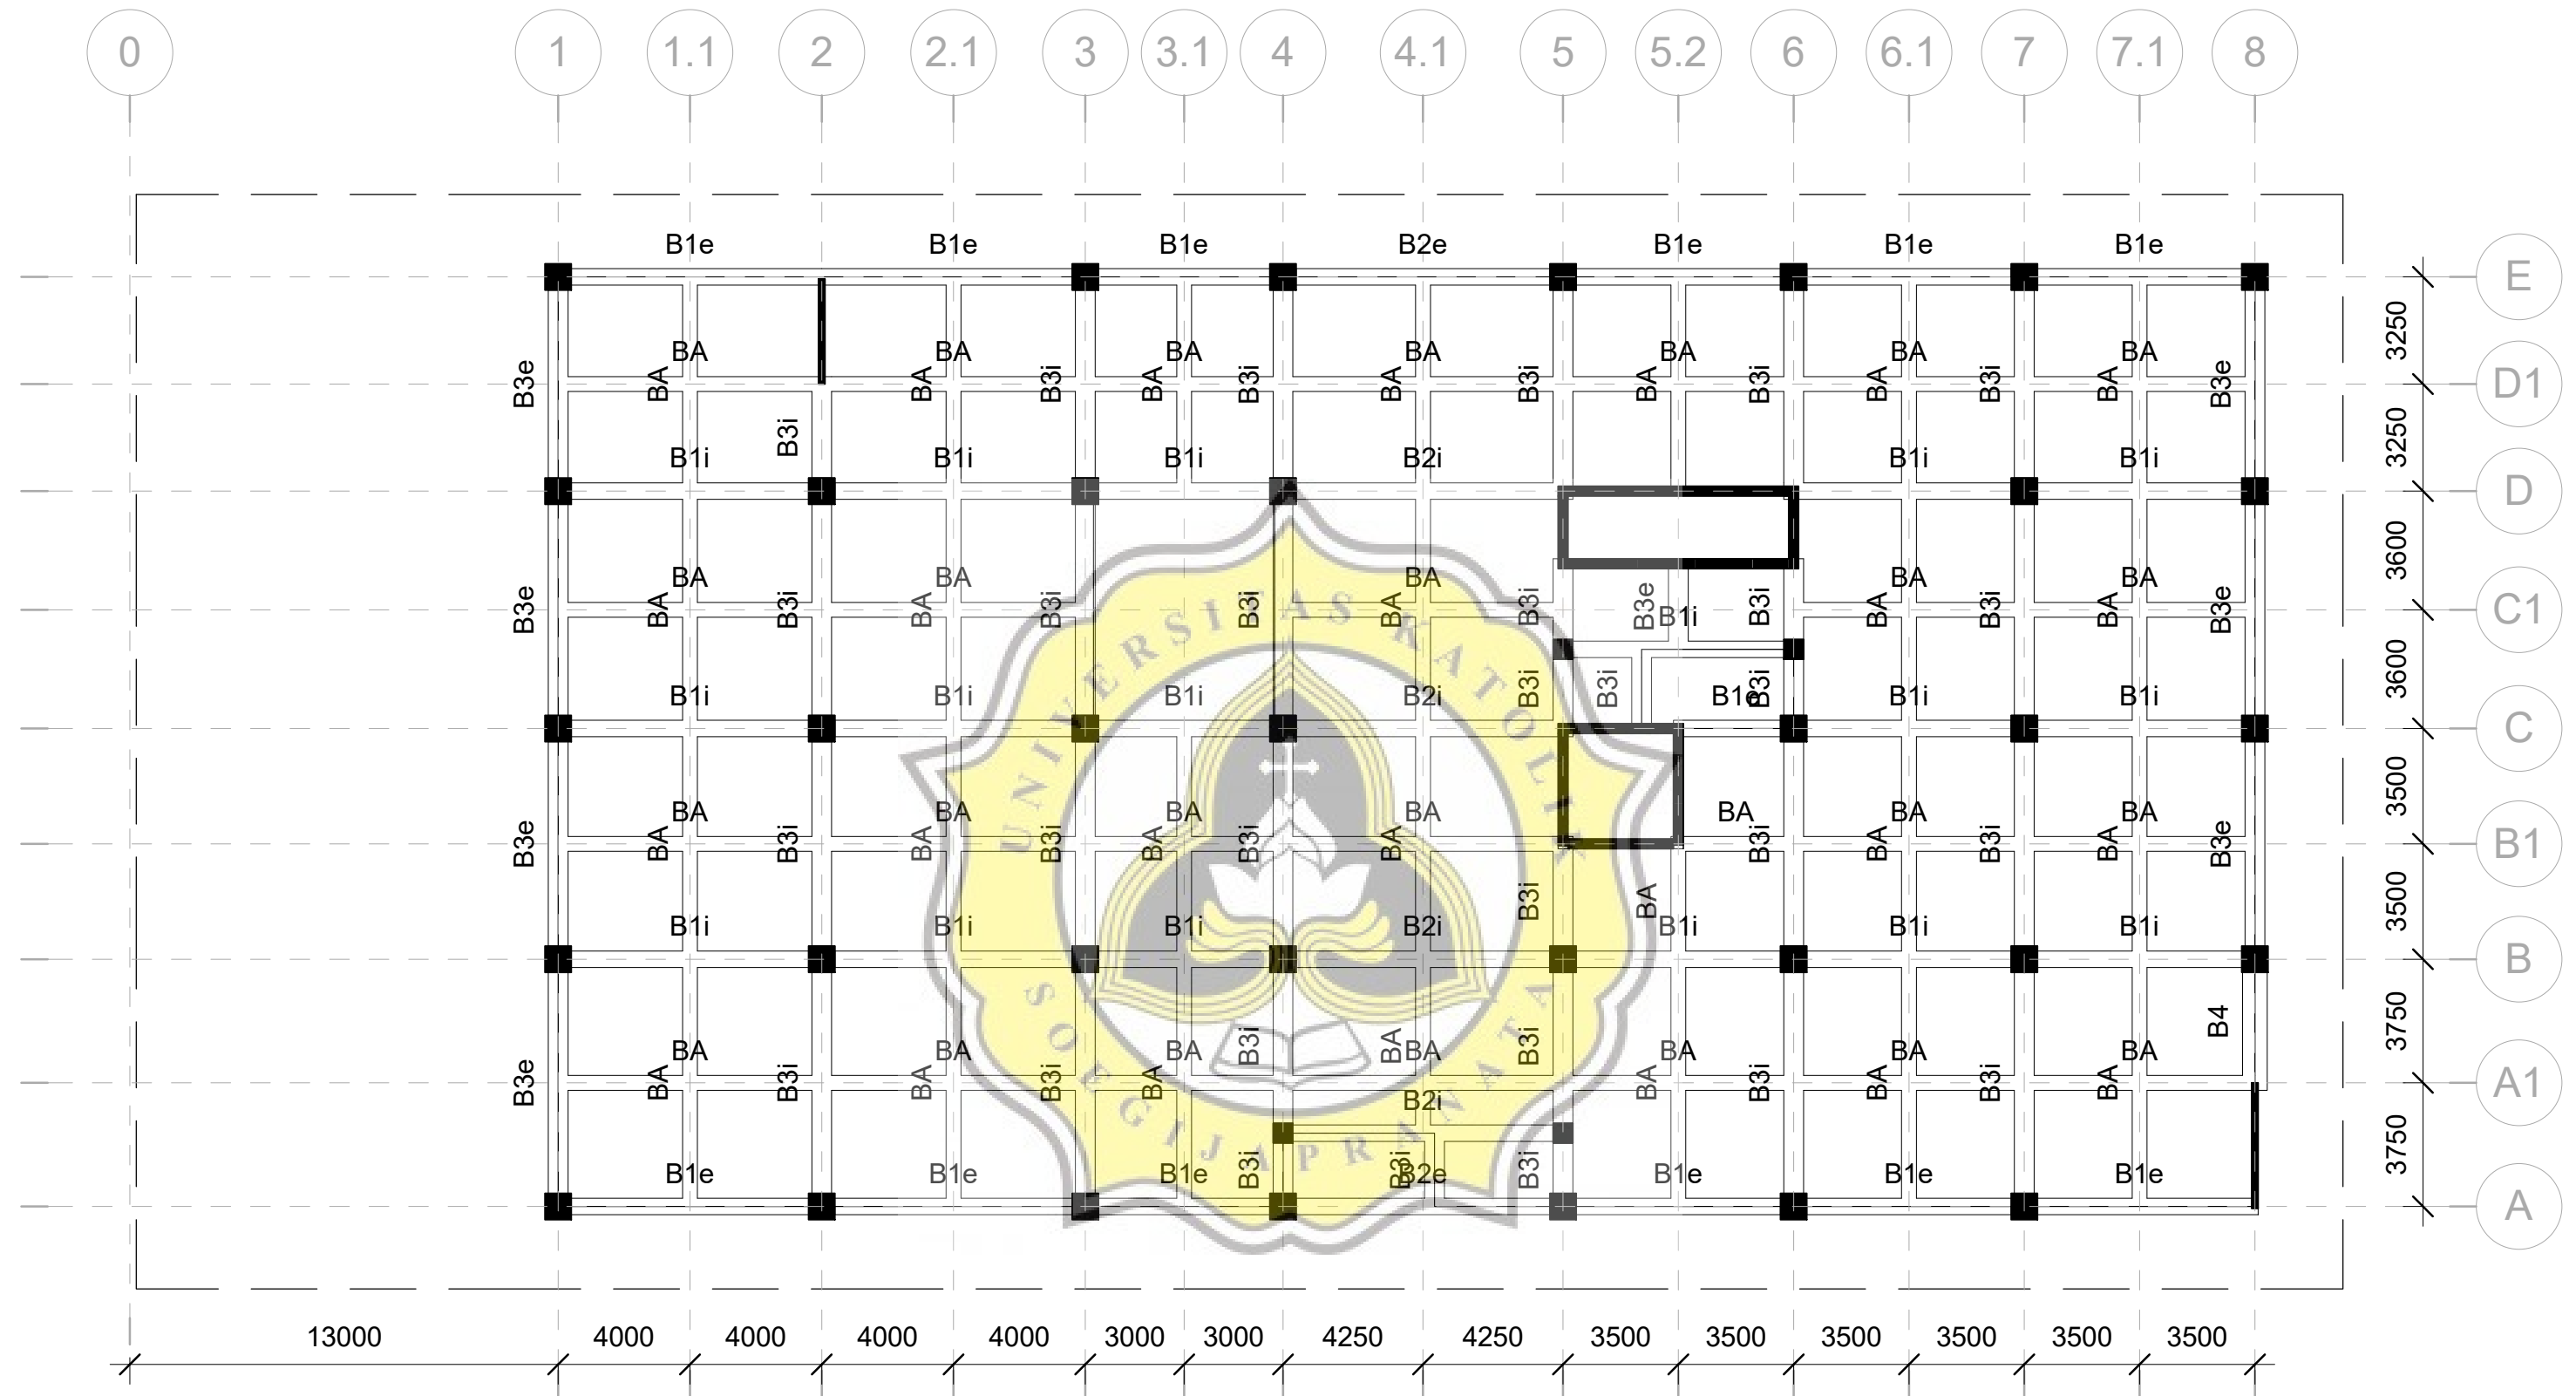 0 1 1.1 2 2.1 3 3.1 4 4.1 5 5.2 6 6.1 7 7.1 8
B1e B1e B1e B2e B1e B1e B1e
E
3250
BA BA BA BA BA BA BA
B3e BA BA B3i BA B3i BA B3i BA B3i BA B3i BA B3e
D1
3250
B3i
B1i B1i B1i B2i B1i B1i
D
3600
BA BA BA BA BA
B3e BA B3i BA B3i B3i BA B3i B3e B1i B3i BA B3i BA B3e
C1
3600
B1i B1i B1i B2i B3i B3i B1e B3i B1i B1i
C
3500
BA BA BA BA BA BA BA
B3e BA B3i BA B3i BA B3i BA B3i BA B3i BA B3e
B1
3500
B3i BA
B1i B1i B1i B2i B1i B1i B1i
B
3750
B4
BA BA BA B3i BA BA B3i BA BA BA
B3e BA B3i BA B3i BA BA B3i BA B3i BA
A1
B2i
3750
B1e B1e B1e B3i B3i B2e B3i B1e B1e B1e
A
UNIVERSITAS KATOLIK
SOEGIJAPRANATA
13000 4000 4000 4000 4000 3000 3000 4250 4250 3500 3500 3500 3500 3500 3500